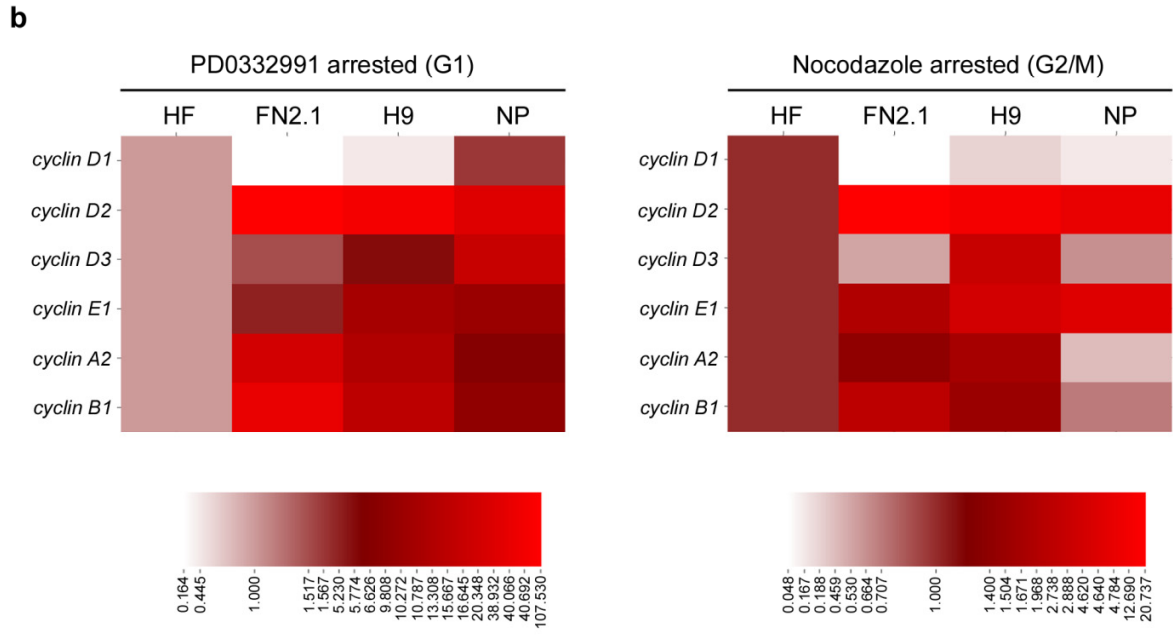 b
PD0332991 arrested (G1)
HF FN2.1 H9 NP
cyclin D1
cyclin D2
cyclin D3
cyclin E1
cyclin A2
cyclin B1
0.164
0.445
1.000
1.517
1.567
5.230
5.774
6.626
9.808
10.272
10.787
13.308
15.667
16.645
20.348
38.932
40.066
40.692
107.530
Nocodazole arrested (G2/M)
HF FN2.1 H9 NP
cyclin D1
cyclin D2
cyclin D3
cyclin E1
cyclin A2
cyclin B1
0.048
0.167
0.188
0.459
0.530
0.664
0.707
1.000
1.400
1.504
1.671
1.968
2.738
2.888
4.620
4.640
4.784
12.690
20.737